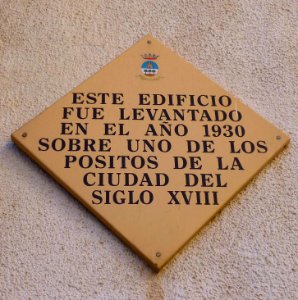 ESTE EDIFICIO
FUE LEVANTADO
EN EL AÑO 1930
SOBRE UNO DE LOS
POSITOS DE LA
CIUDAD DEL
SIGLO XVIII